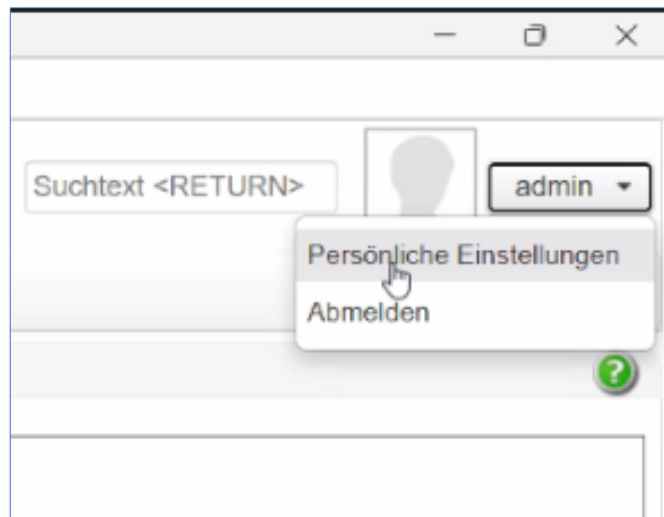 Suchtext <RETURN>
admin
Persönliche Einstellungen
Abmelden
?